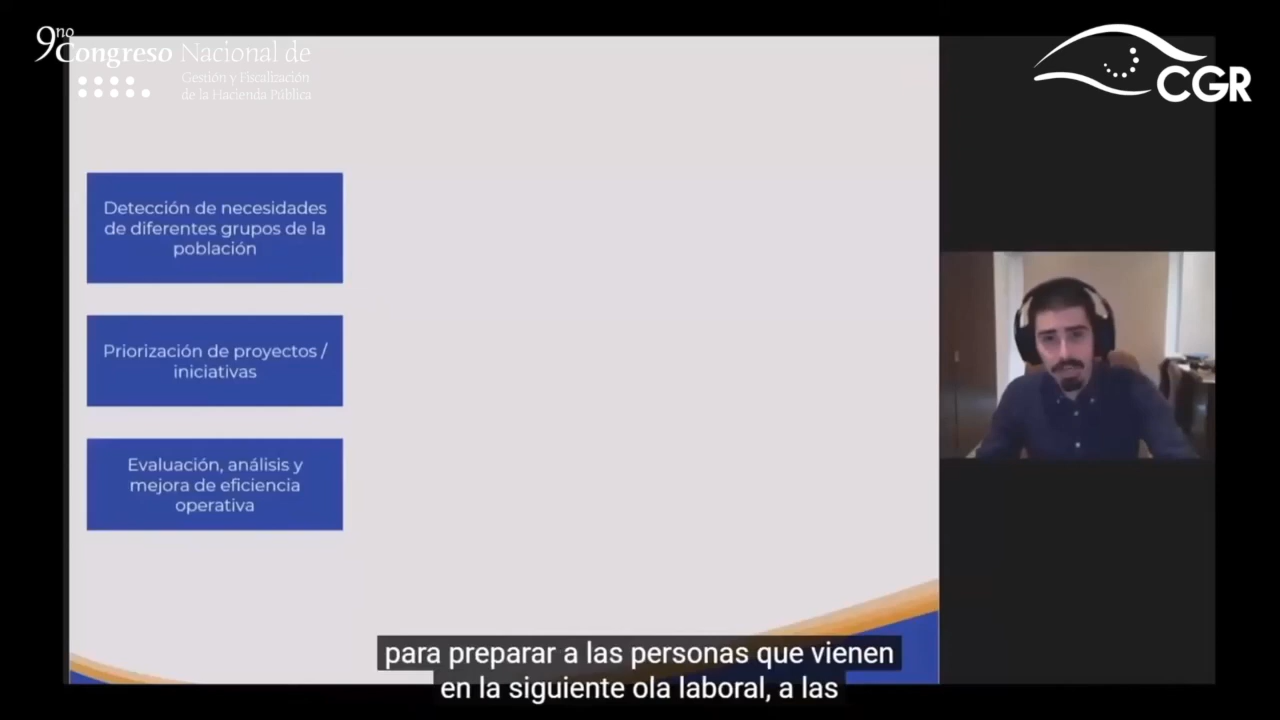 9no
Congreso Nacional de
Gestión y Fiscalización
de la Hacienda Pública
CGR
Detección de necesidades
de diferentes grupos de la
población
Priorización de proyectos /
iniciativas
Evaluación, análisis y
mejora de eficiencia
operativa
para preparar a las personas que vienen
en la siguiente ola laboral, a las